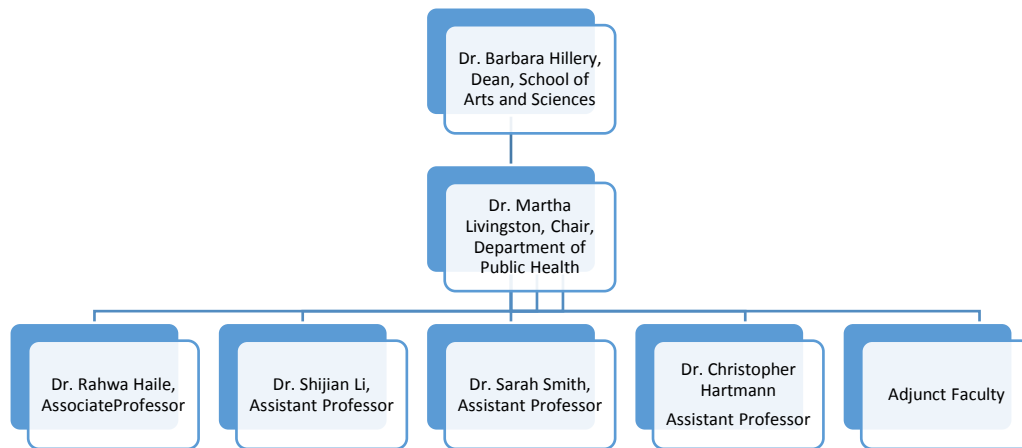 Dr. Barbara Hillery,
Dean, School of
Arts and Sciences
Dr. Martha
Livingston, Chair,
Department of
Public Health
Dr. Rahwa Haile,
AssociateProfessor
Dr. Shijian Li,
Assistant Professor
Dr. Sarah Smith,
Assistant Professor
Dr. Christopher
Hartmann
Assistant Professor
Adjunct Faculty